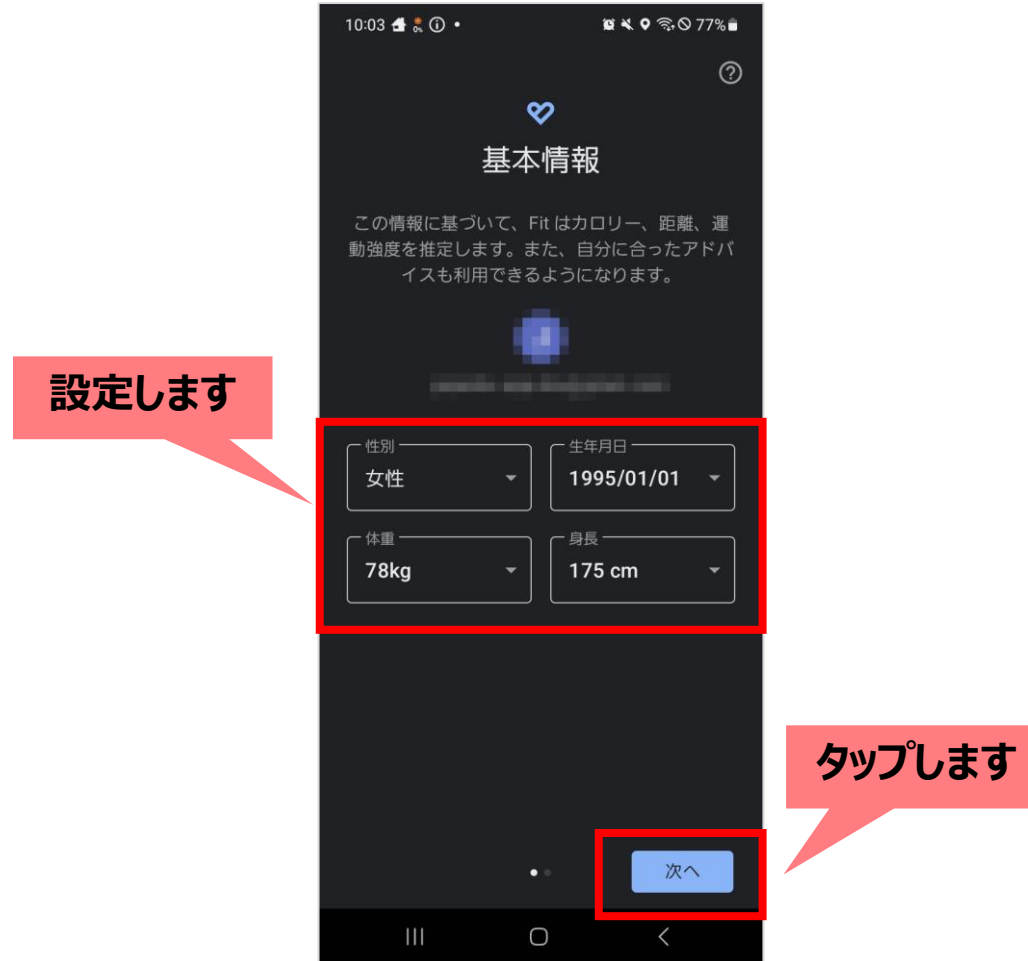 10:03
77%
基本情報
この情報に基づいて、Fit はカロリー、距離、運
動強度を推定します。また、自分に合ったアドバ
イスも利用できるようになります。
設定します
性別
女性
生年月日
1995/01/01
体重
78kg
身長
175 cm
タップします
次へ